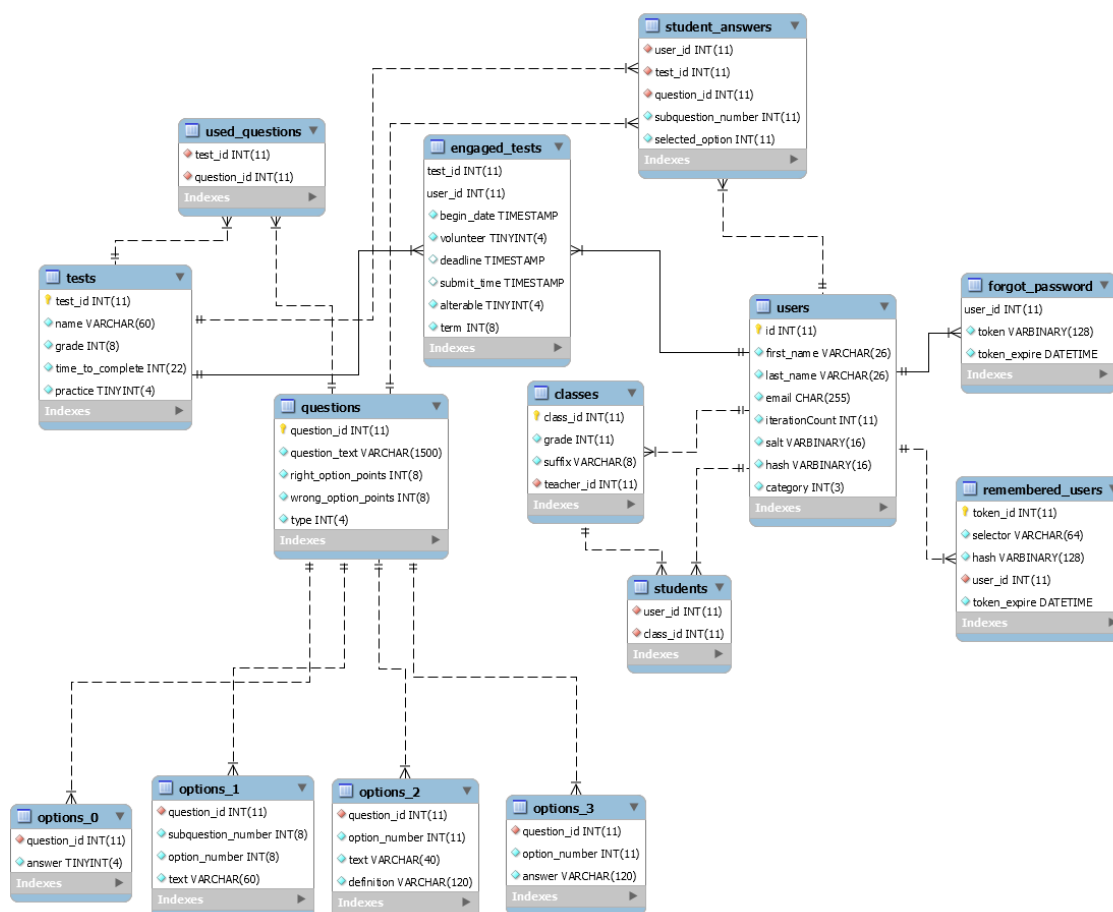 student_answers
user_id INT(11)
test_id INT(11)
question_id INT(11)
subquestion_number INT(11)
selected_option INT(11)
Indexes
used_questions
test_id INT(11)
question_id INT(11)
Indexes
engaged_tests
test_id INT(11)
user_id INT(11)
begin_date TIMESTAMP
volunteer TINYINT(4)
deadline TIMESTAMP
submit_time TIMESTAMP
alterable TINYINT(4)
term INT(8)
Indexes
tests
test_id INT(11)
name VARCHAR(60)
grade INT(8)
time_to_complete INT(22)
practice TINYINT(4)
Indexes
users
id INT(11)
first_name VARCHAR(26)
last_name VARCHAR(26)
email CHAR(255)
iterationCount INT(11)
salt VARBINARY(16)
hash VARBINARY(16)
category INT(3)
Indexes
forgot_password
user_id INT(11)
token VARBINARY(128)
token_expire DATETIME
Indexes
questions
question_id INT(11)
question_text VARCHAR(1500)
right_option_points INT(8)
wrong_option_points INT(8)
type INT(4)
Indexes
classes
class_id INT(11)
grade INT(11)
suffix VARCHAR(8)
teacher_id INT(11)
Indexes
remembered_users
token_id INT(11)
selector VARCHAR(64)
hash VARBINARY(128)
user_id INT(11)
token_expire DATETIME
Indexes
students
user_id INT(11)
class_id INT(11)
Indexes
options_0
question_id INT(11)
answer TINYINT(4)
Indexes
options_1
question_id INT(11)
subquestion_number INT(8)
option_number INT(8)
text VARCHAR(60)
Indexes
options_2
question_id INT(11)
option_number INT(11)
text VARCHAR(40)
definition VARCHAR(120)
Indexes
options_3
question_id INT(11)
option_number INT(11)
answer VARCHAR(120)
Indexes